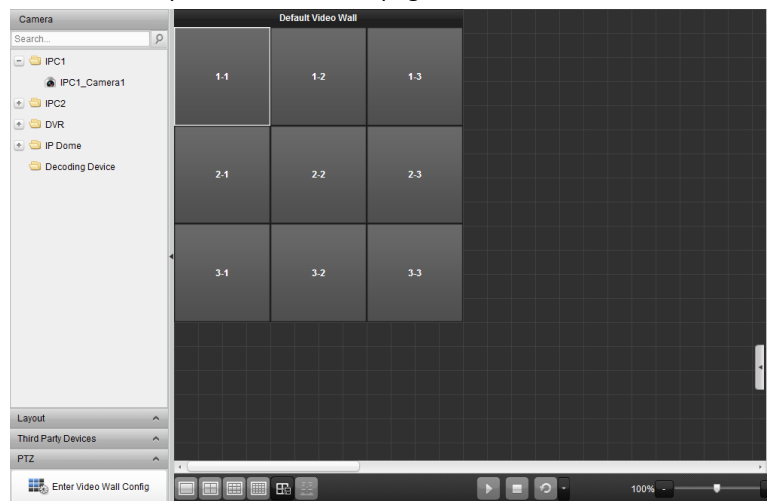 Camera
Default Video Wall
Search...
IPC1
IPC1_Camera1
IPC2
DVR
IP Dome
Decoding Device
1-1 1-2 1-3
2-1 2-2 2-3
3-1 3-2 3-3
Layout
Third Party Devices
PTZ
Enter Video Wall Config
100%